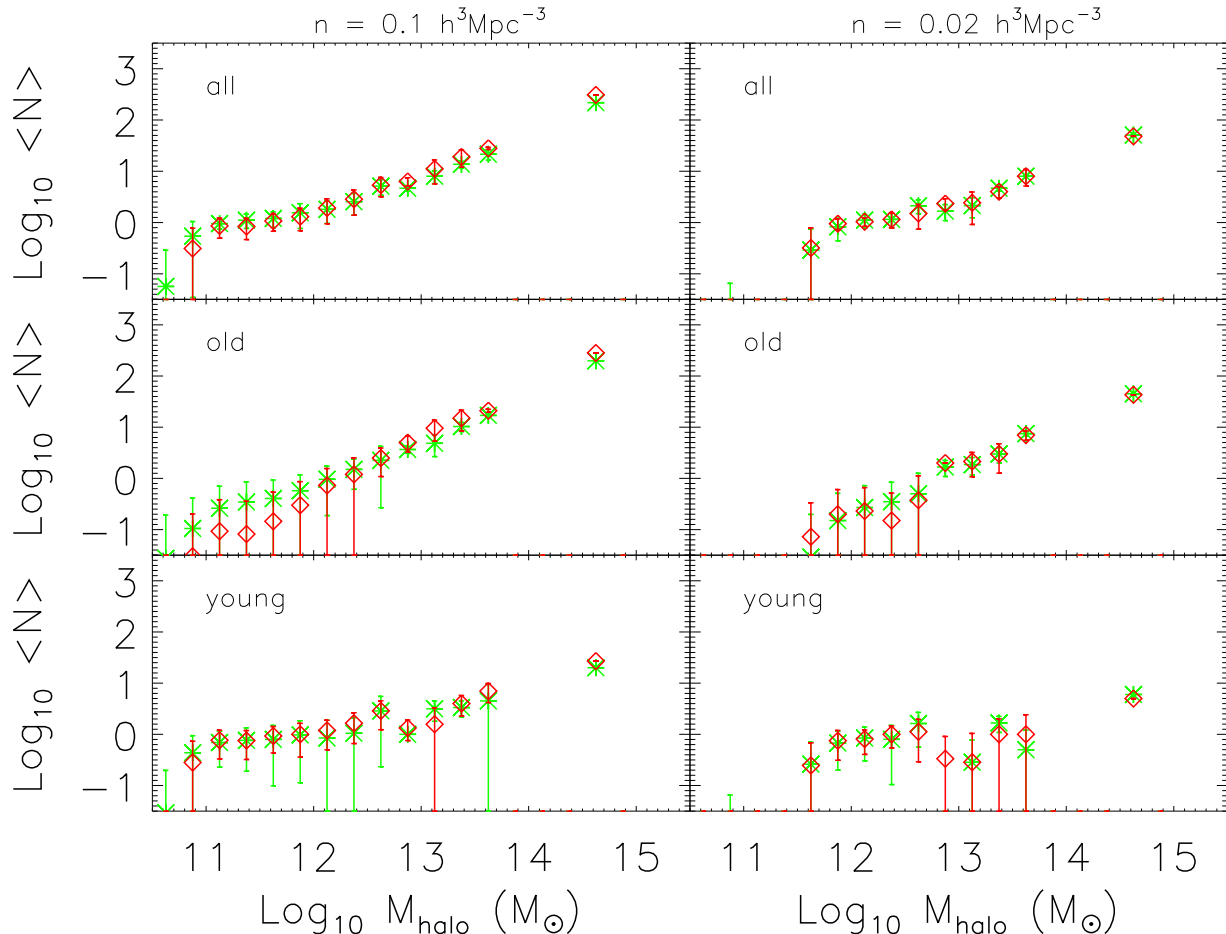 n = 0.1 h³Mpc⁻³
n = 0.02 h³Mpc⁻³
Log₁₀ <N>
3
2
1
0
−1
all
all
Log₁₀ <N>
3
2
1
0
−1
old
old
Log₁₀ <N>
3
2
1
0
−1
young
young
11 12 13 14 15
11 12 13 14 15
Log₁₀ M_halo (M_⊙)
Log₁₀ M_halo (M_⊙)